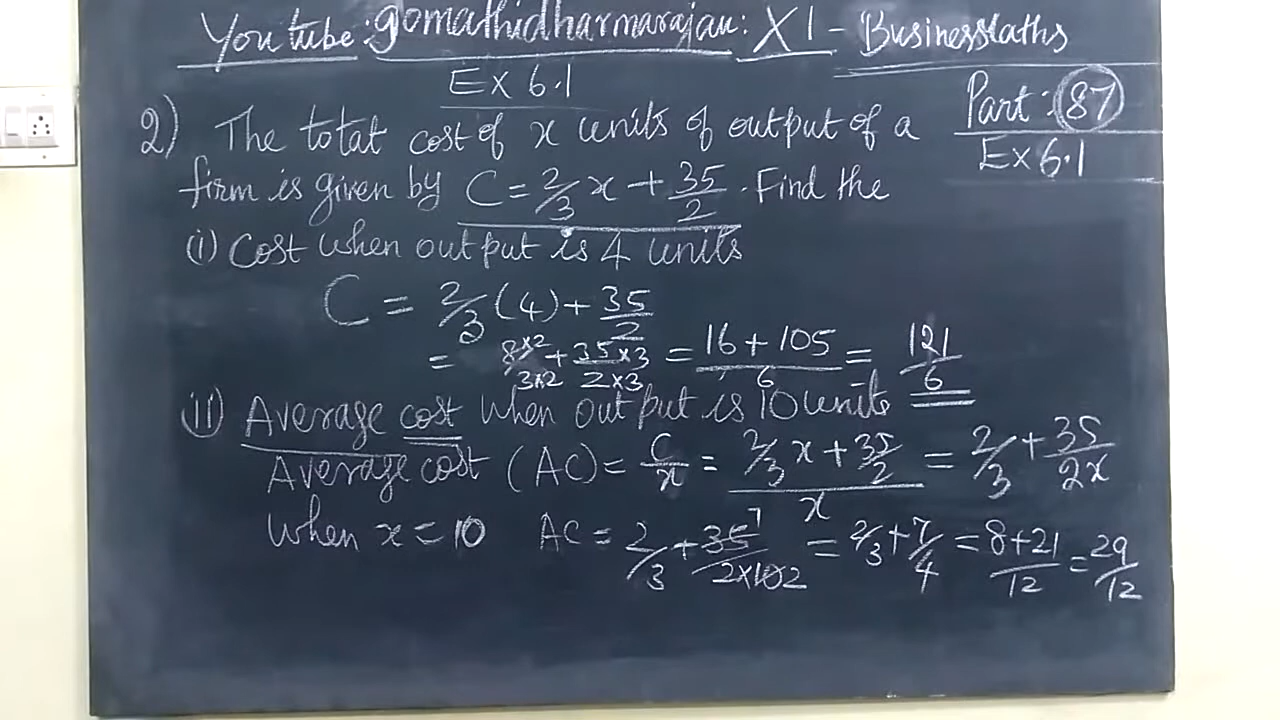 Youtube: gomathidharmarajan: XI - Business Maths
Ex 6.1
Part: 87
Ex 6.1
2) The total cost of x units of output of a
firm is given by C = 2/3 x + 35/2. Find the
(i) Cost when output is 4 units
C = 2/3 (4) + 35/2
= 8×2/3×2 + 35×3/2×3 = 16+105/6 = 121/6
ii) Average cost when output is 10 units
Average cost (AC) = C/x = 2/3 x + 35/2 / x = 2/3 + 35/2x
When x = 10 AC = 2/3 + 35 7/2×10 2 = 2/3 + 7/4 = 8+21/12 = 29/12